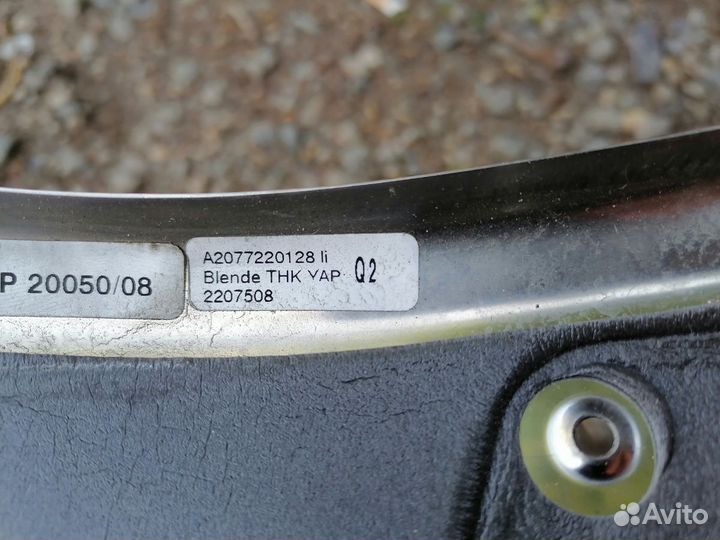 P 20050/08
A2077220128 li
Blende THK YAP Q2
2207508
Avito